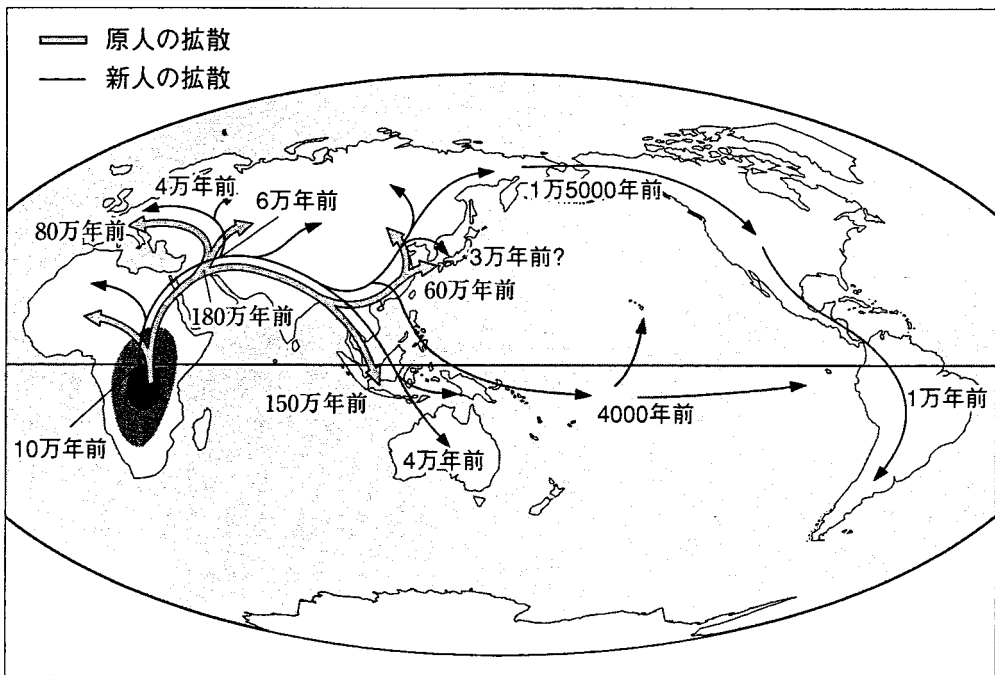 原人の拡散
新人の拡散
4万年前
6万年前
1万5000年前
80万年前
3万年前?
60万年前
180万年前
150万年前
4000年前
1万年前
10万年前
4万年前